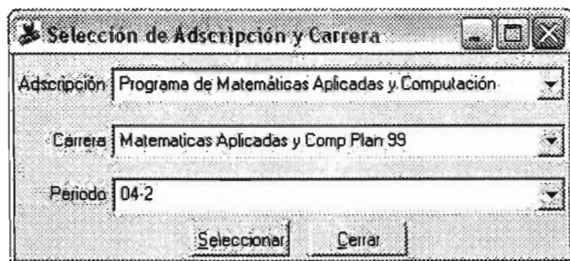 Selección de Adscripción y Carrera
Adscripción Programa de Matemáticas Aplicadas y Computación
Carrera Matematicas Aplicadas y Comp Plan 99
Periodo 04-2
Seleccionar Cerrar